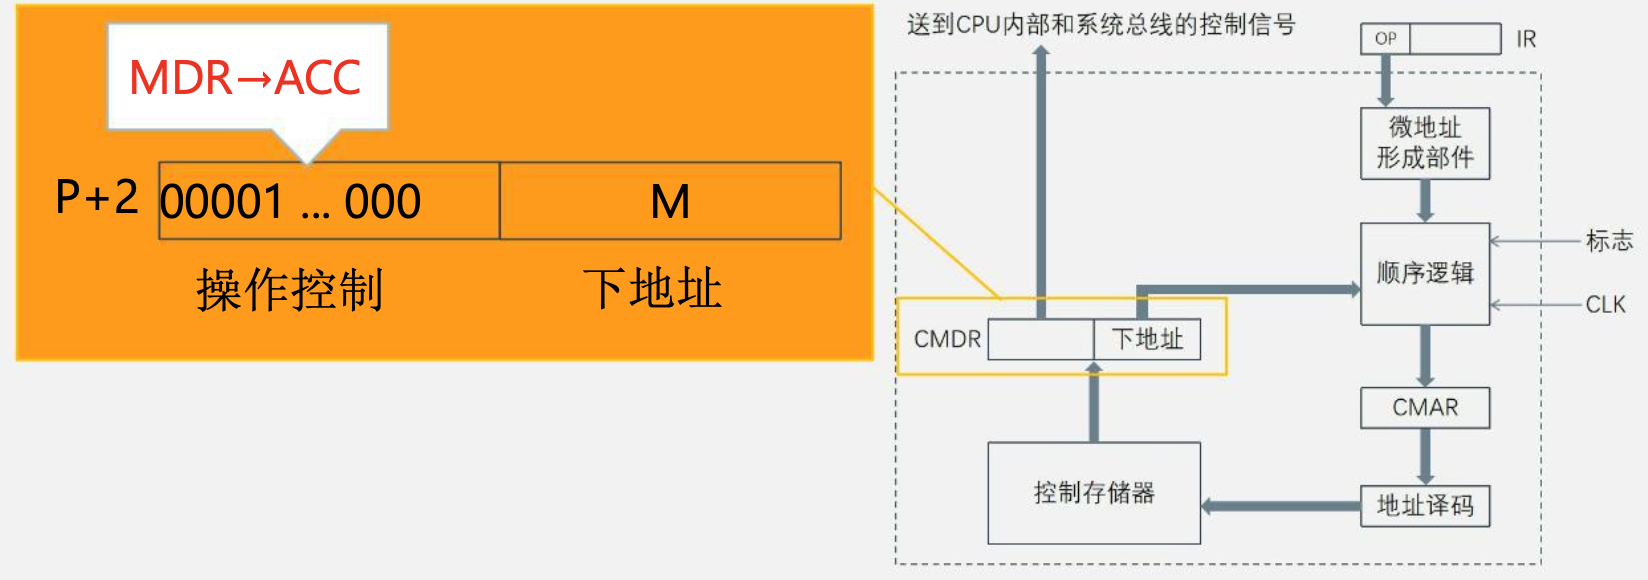 MDR→ACC
P+2
00001 ... 000
M
操作控制
下地址
送到CPU内部和系统总线的控制信号
OP
IR
微地址
形成部件
标志
顺序逻辑
CLK
CMDR
下地址
CMAR
控制存储器
地址译码